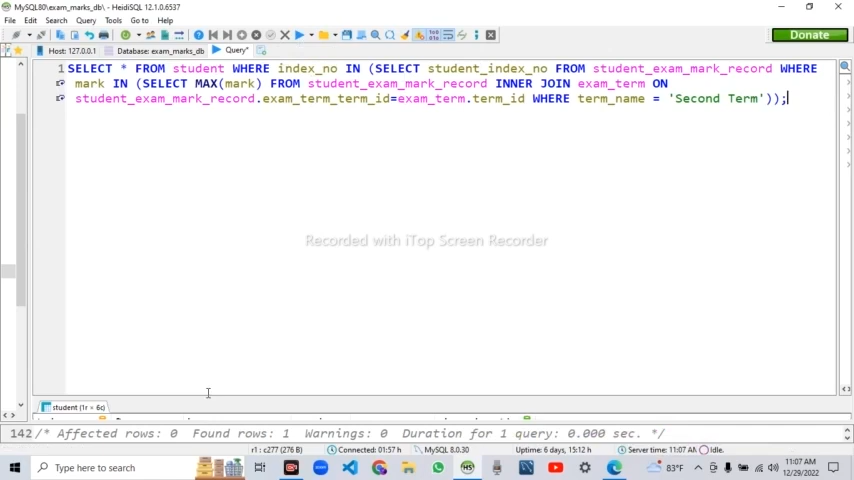 MySQL80\exam_marks_db\ - HeidiSQL 12.1.0.6537
File Edit Search Query Tools Go to Help
Donate
Host: 127.0.0.1 Database: exam_marks_db Query*
1 SELECT * FROM student WHERE index_no IN (SELECT student_index_no FROM student_exam_mark_record WHERE
mark IN (SELECT MAX(mark) FROM student_exam_mark_record INNER JOIN exam_term ON
student_exam_mark_record.exam_term_term_id=exam_term.term_id WHERE term_name = 'Second Term'));
Recorded with iTop Screen Recorder
student (1r × 6c)
142 /* Affected rows: 0 Found rows: 1 Warnings: 0 Duration for 1 query: 0.000 sec. */
r1 : c277 (276 B) Connected: 01:57 h MySQL 8.0.30 Uptime: 6 days, 15:12 h Server time: 11:07 AM Idle.
Type here to search
83°F
11:07 AM
12/29/2022